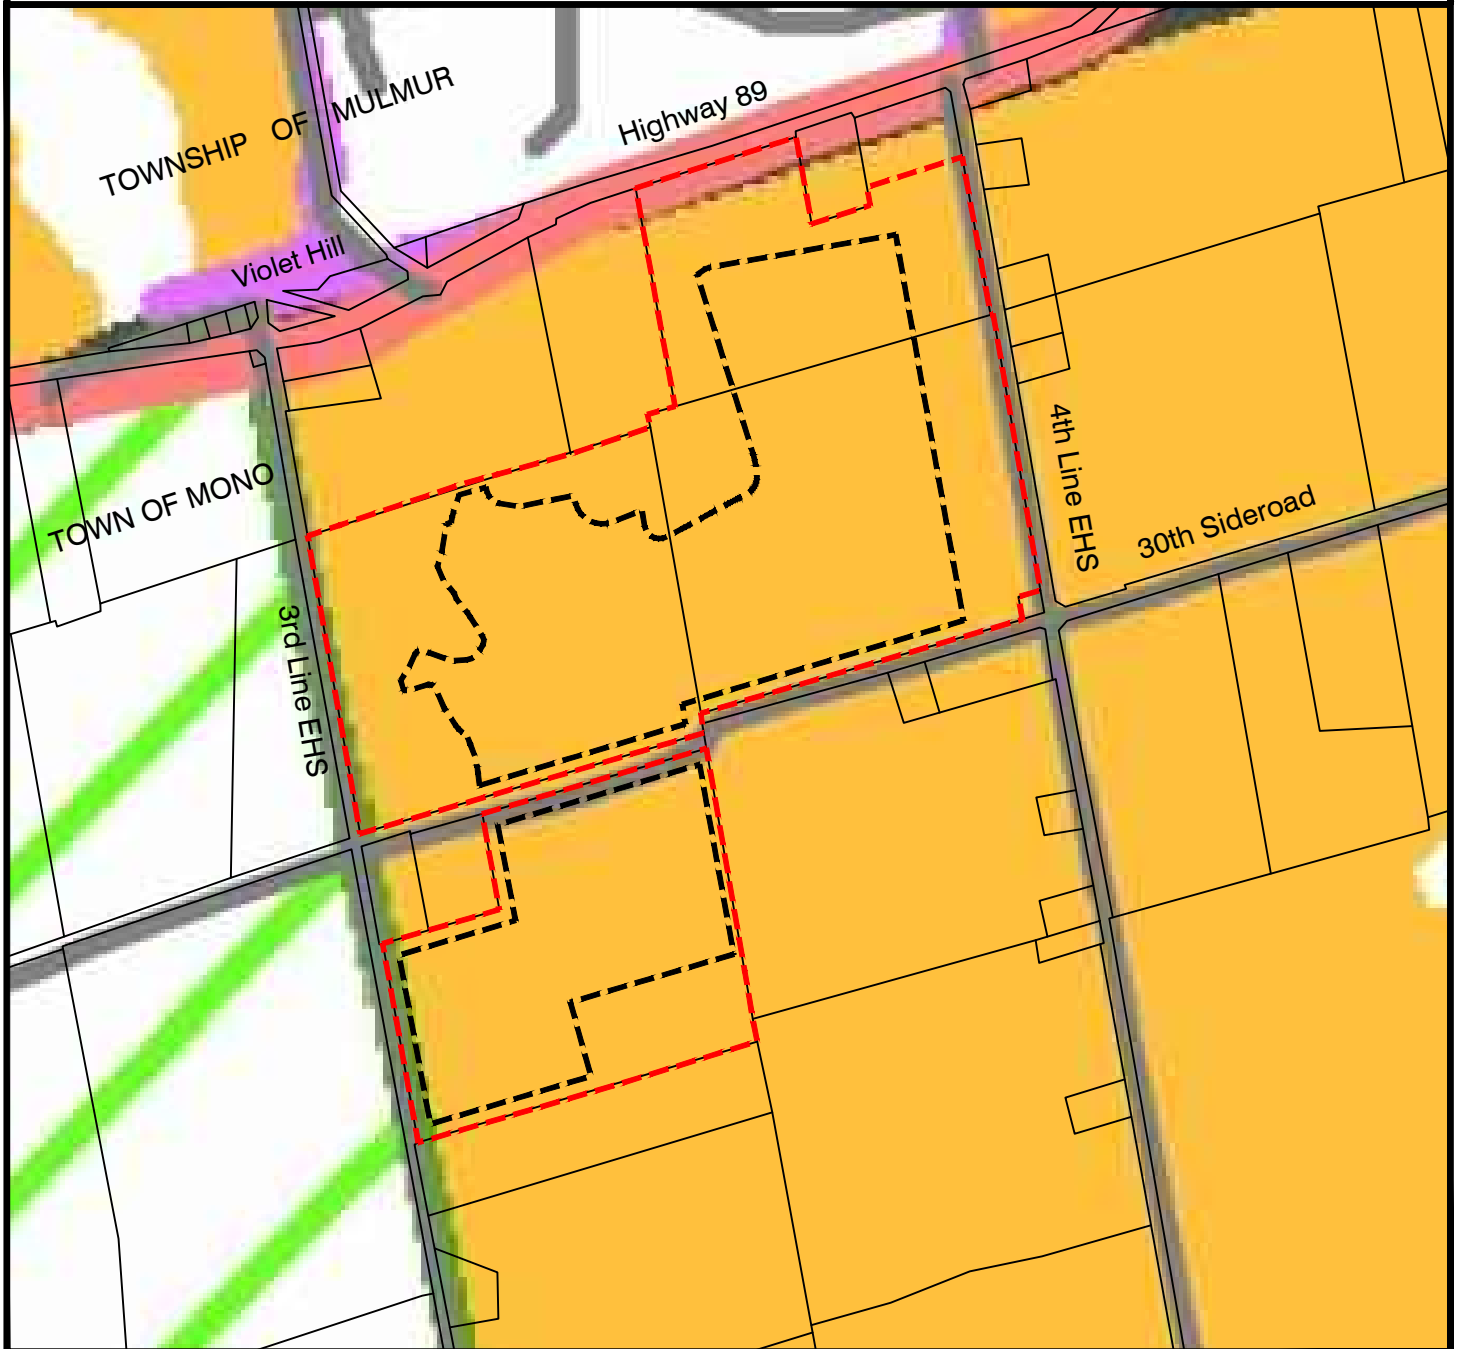 TOWNSHIP OF MULMUR
Highway 89
Violet Hill
TOWN OF MONO
4th Line EHS
30th Sideroad
3rd Line EHS